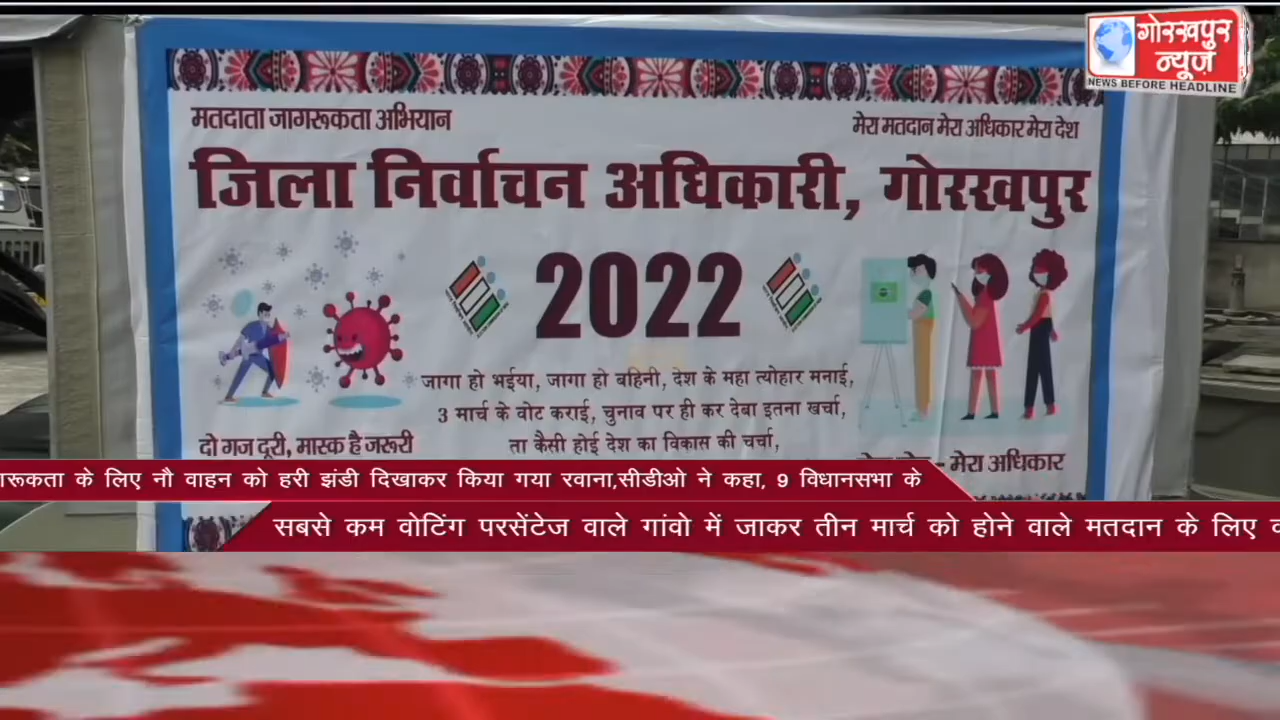 गोरखपुर
न्यूज़
NEWS BEFORE HEADLINE
मतदाता जागरूकता अभियान
मेरा मतदान मेरा अधिकार मेरा देश
जिला निर्वाचन अधिकारी, गोरखपुर
2022
जागा हो भईया, जागा हो बहिनी, देश के महा त्योहार मनाई,
3 मार्च के वोट कराई, चुनाव पर ही कर देबा इतना खर्चा,
ता कैसी होई देश का विकास की चर्चा,
दो गज दूरी, मास्क है जरूरी
- मेरा अधिकार
के लिए नौ वाहन को हरी झंडी दिखाकर किया गया रवाना,सीडीओ ने कहा, 9 विधानसभा के
सबसे कम वोटिंग परसेंटेज वाले गांवो में जाकर तीन मार्च को होने वाले मतदान के लिए